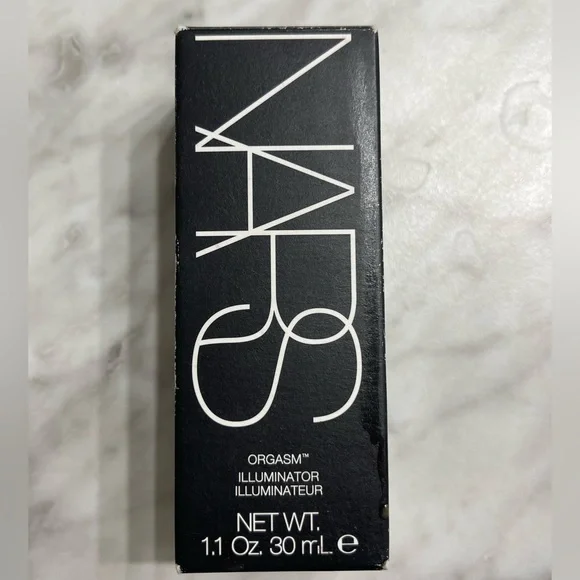 NARS
ORGASM™
ILLUMINATOR
ILLUMINATEUR
NET WT.
1.1 Oz. 30 mL ℮